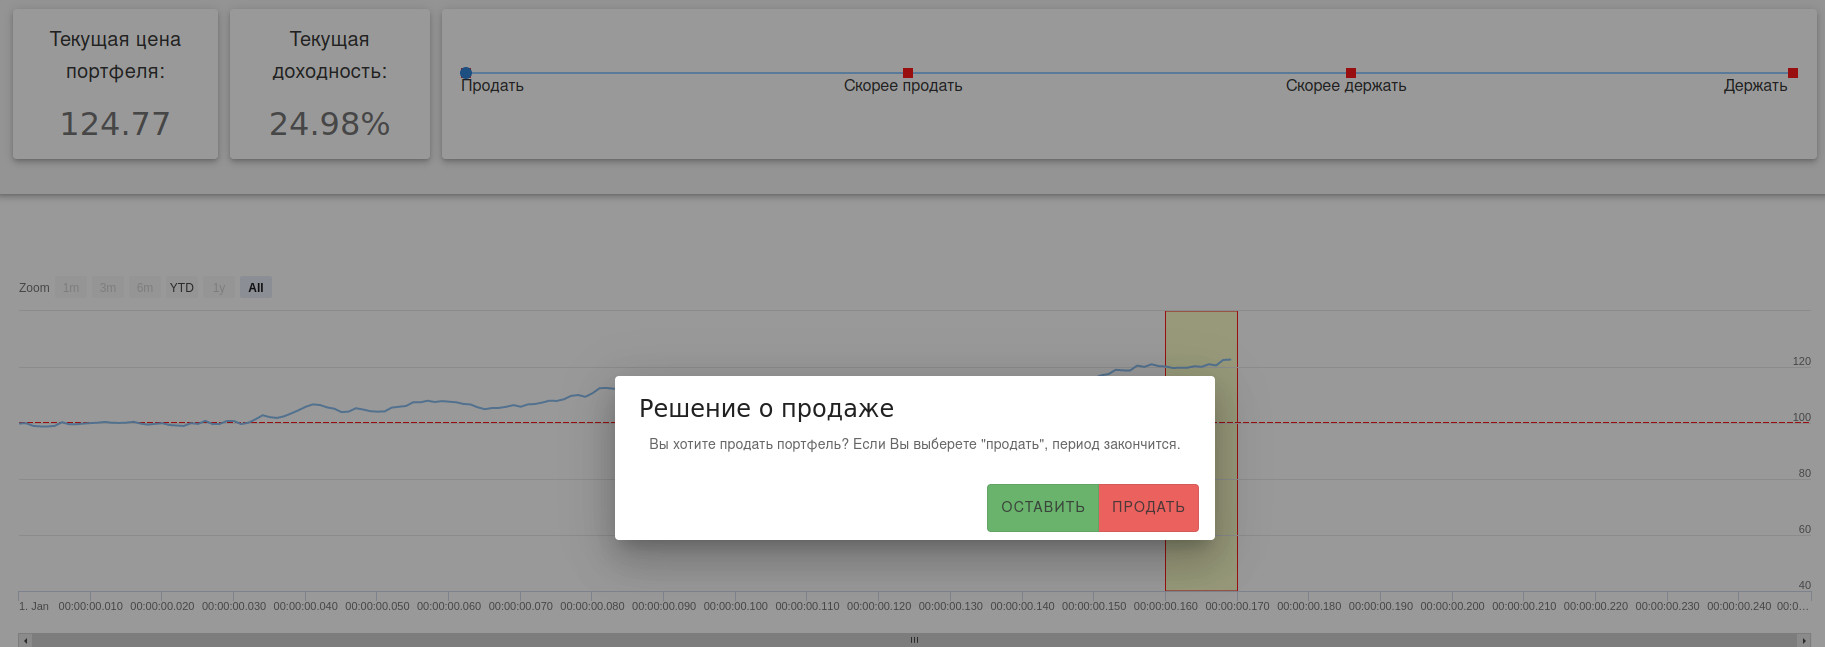 Текущая цена
портфеля:
124.77
Текущая
доходность:
24.98%
Продать
Скорее продать
Скорее держать
Держать
Zoom 1m 3m 6m YTD 1y All
120
100
80
60
40
Решение о продаже
Вы хотите продать портфель? Если Вы выберете "продать", период закончится.
ОСТАВИТЬ ПРОДАТЬ
1. Jan 00:00:00.010 00:00:00.020 00:00:00.030 00:00:00.040 00:00:00.050 00:00:00.060 00:00:00.070 00:00:00.080 00:00:00.090 00:00:00.100 00:00:00.110 00:00:00.120 00:00:00.130 00:00:00.140 00:00:00.150 00:00:00.160 00:00:00.170 00:00:00.180 00:00:00.190 00:00:00.200 00:00:00.210 00:00:00.220 00:00:00.230 00:00:00.240 00:0...